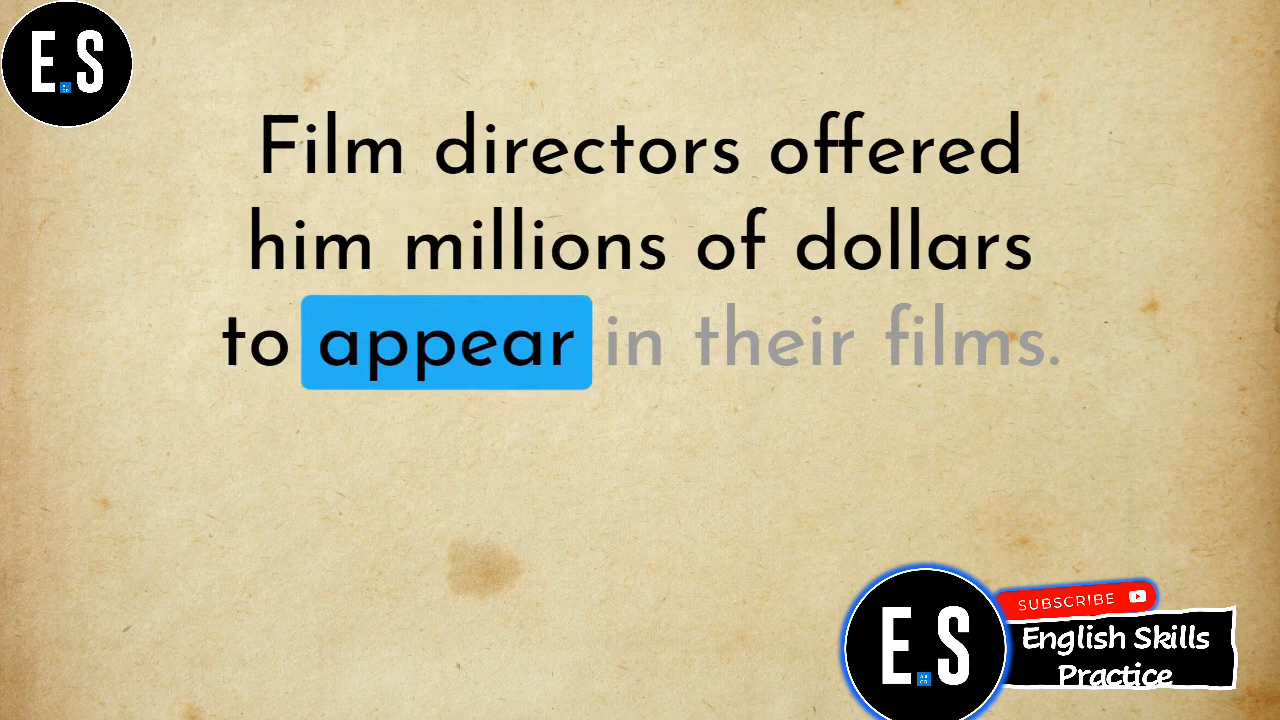 E.S
Film directors offered
him millions of dollars
to appear in their films.
E.S
SUBSCRIBE
English Skills
Practice